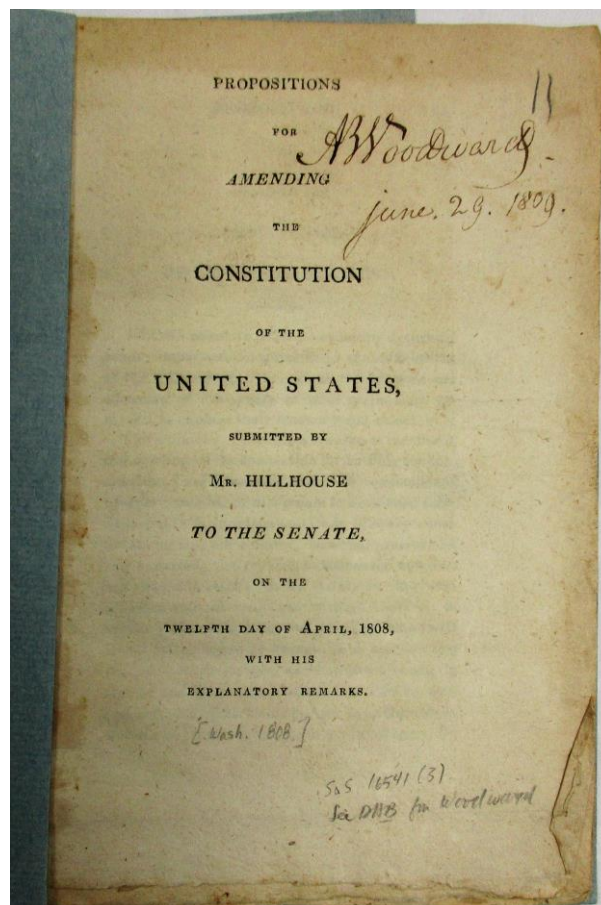 PROPOSITIONS
11
FOR
ABWoodward.
AMENDING
june. 29. 1809.
THE
CONSTITUTION
OF THE
UNITED STATES,
SUBMITTED BY
MR. HILLHOUSE
TO THE SENATE,
ON THE
TWELFTH DAY OF APRIL, 1808,
WITH HIS
EXPLANATORY REMARKS.
[Wash. 1808.]
SaS 16541 (3)
See DAB for Woodward